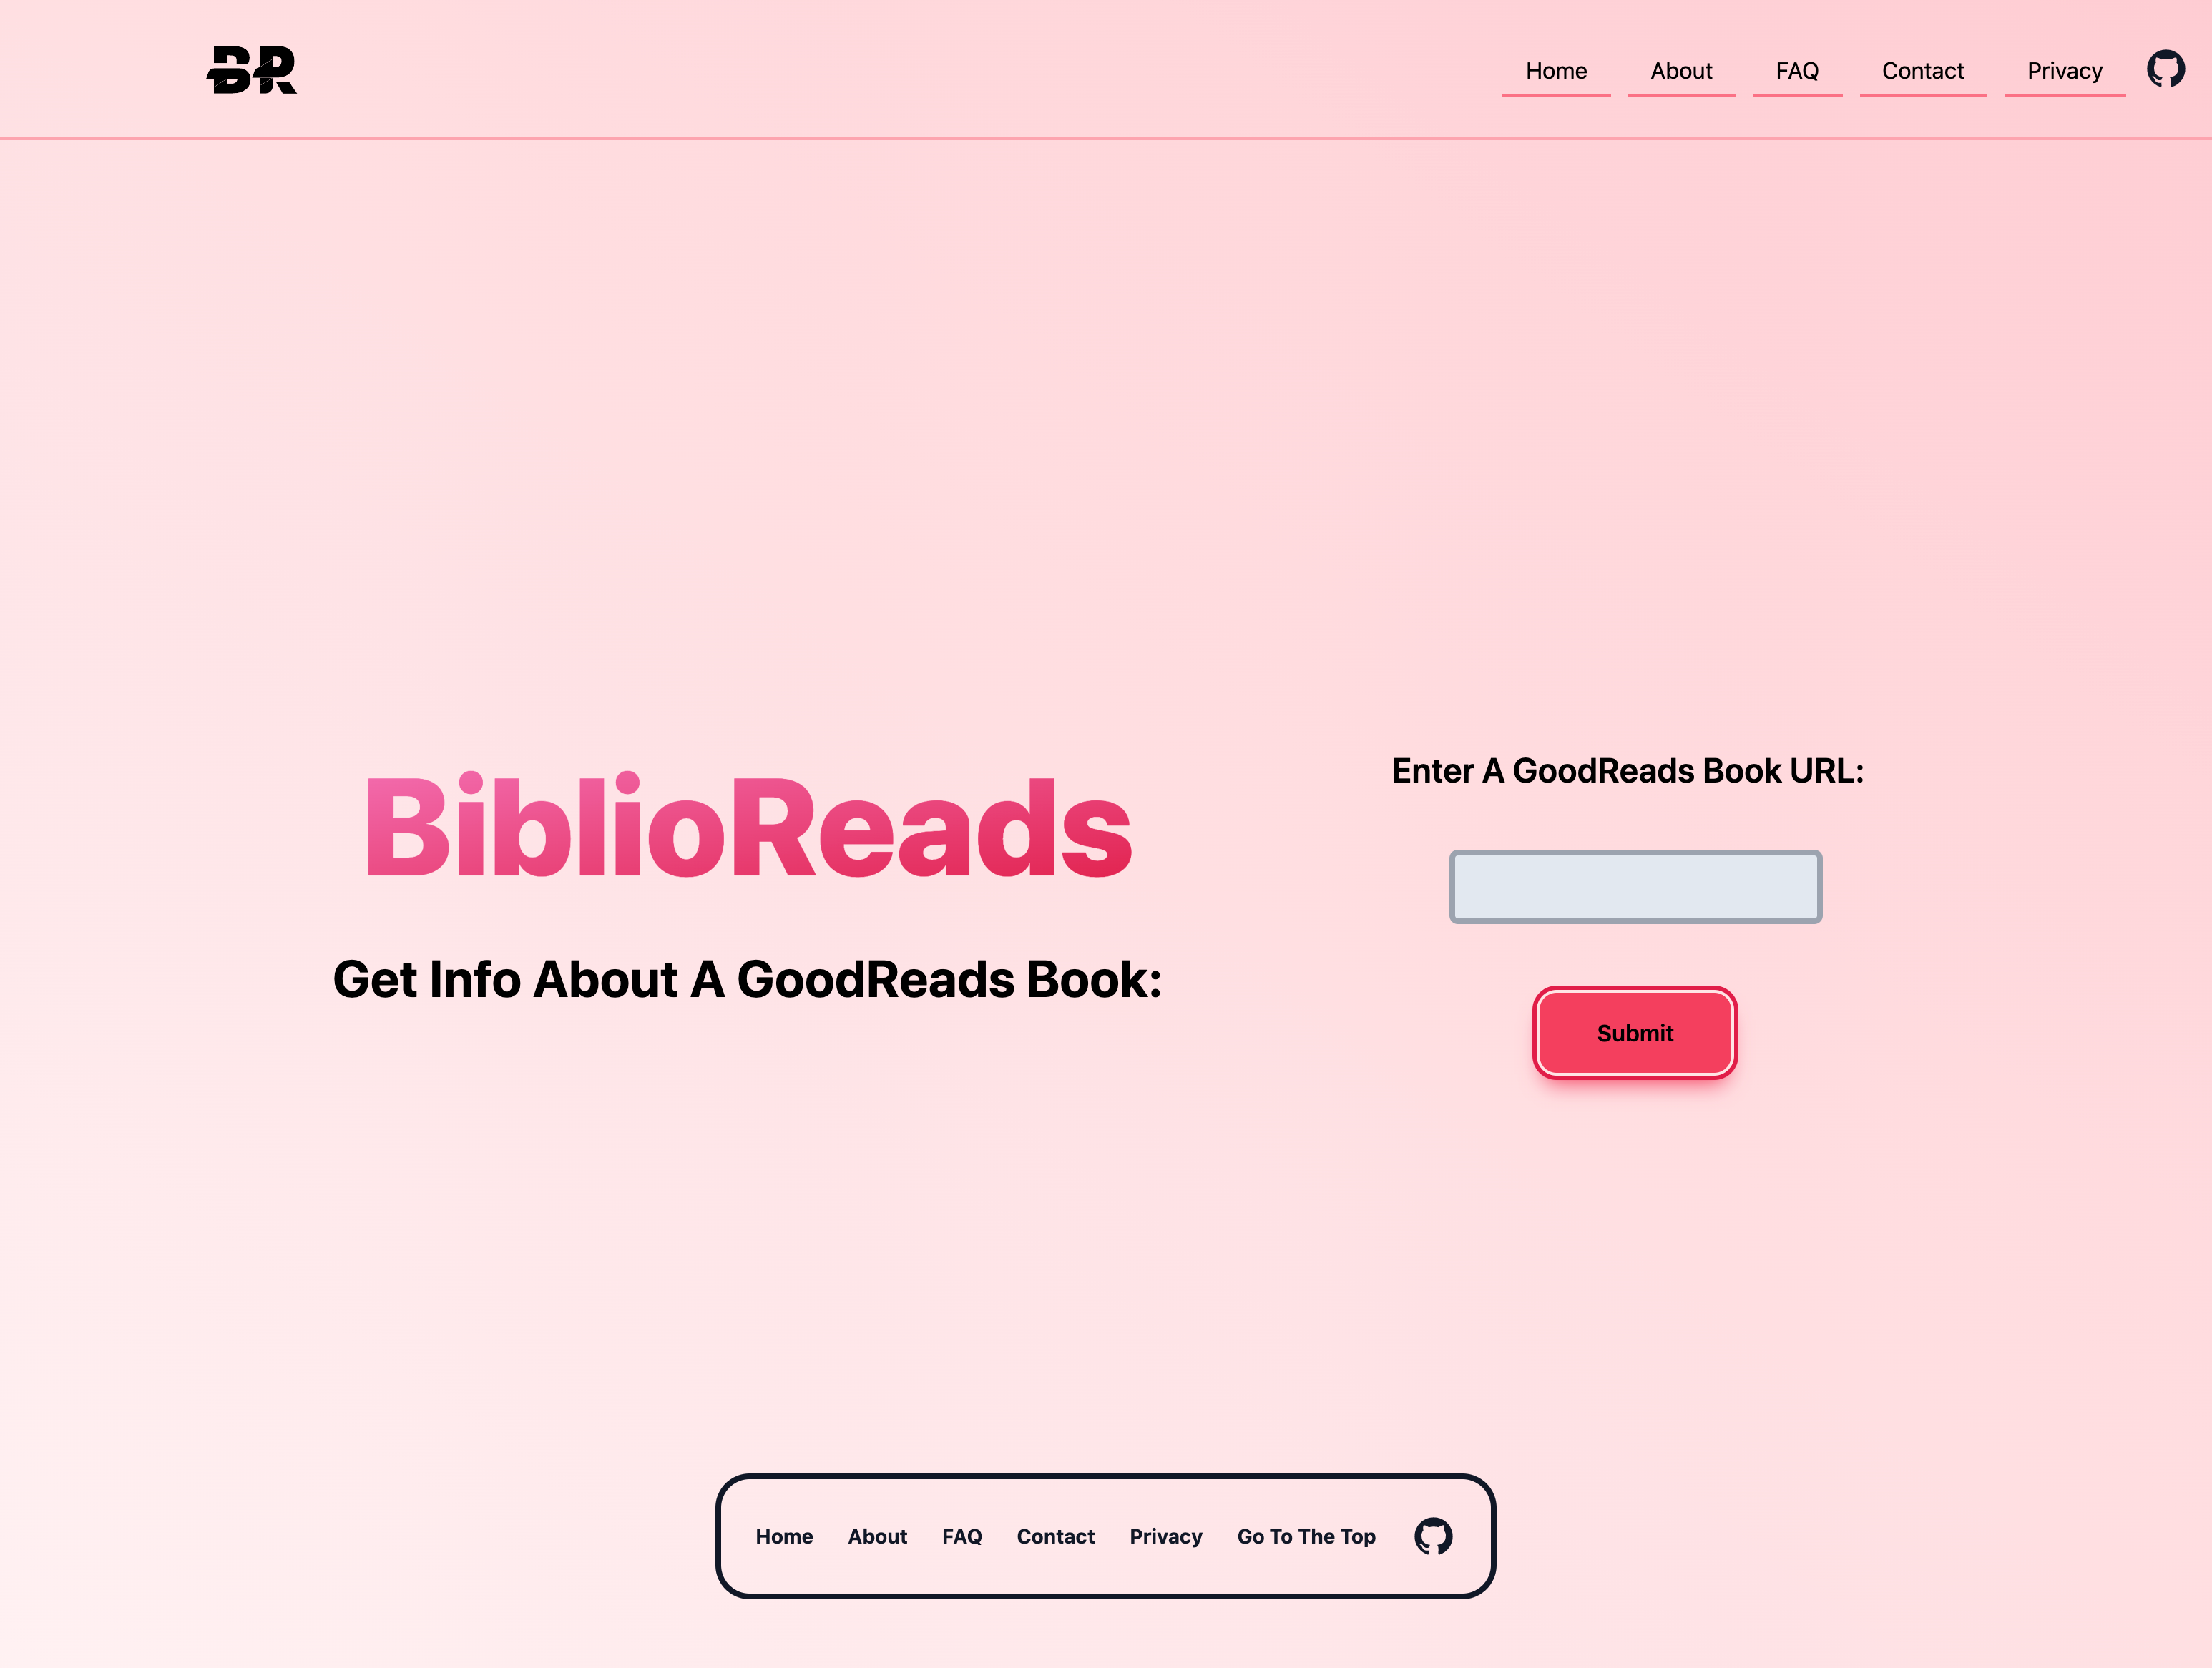 BR
Home About FAQ Contact Privacy
BiblioReads
Get Info About A GoodReads Book:
Enter A GoodReads Book URL:
Submit
Home About FAQ Contact Privacy Go To The Top